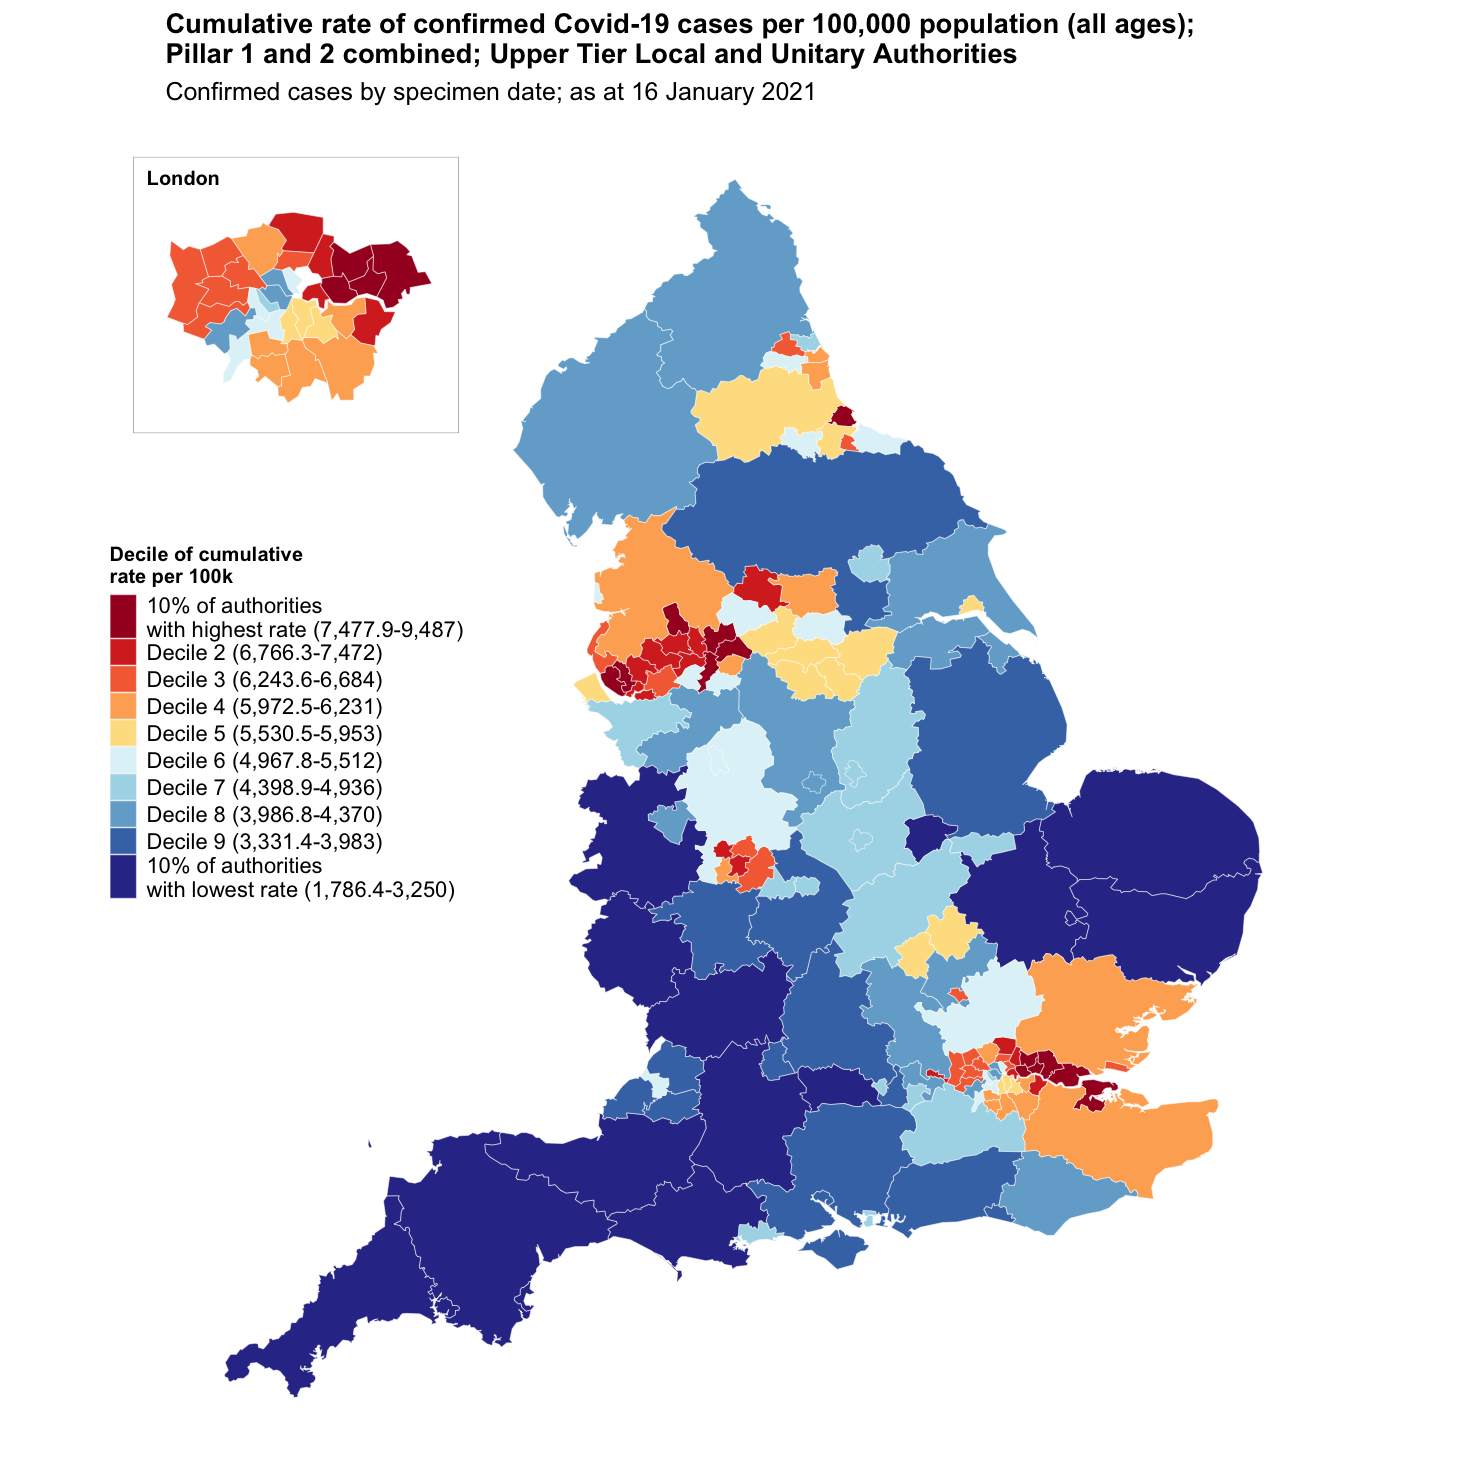 Cumulative rate of confirmed Covid-19 cases per 100,000 population (all ages);
Pillar 1 and 2 combined; Upper Tier Local and Unitary Authorities
Confirmed cases by specimen date; as at 16 January 2021
London
Decile of cumulative
rate per 100k
10% of authorities
with highest rate (7,477.9-9,487)
Decile 2 (6,766.3-7,472)
Decile 3 (6,243.6-6,684)
Decile 4 (5,972.5-6,231)
Decile 5 (5,530.5-5,953)
Decile 6 (4,967.8-5,512)
Decile 7 (4,398.9-4,936)
Decile 8 (3,986.8-4,370)
Decile 9 (3,331.4-3,983)
10% of authorities
with lowest rate (1,786.4-3,250)